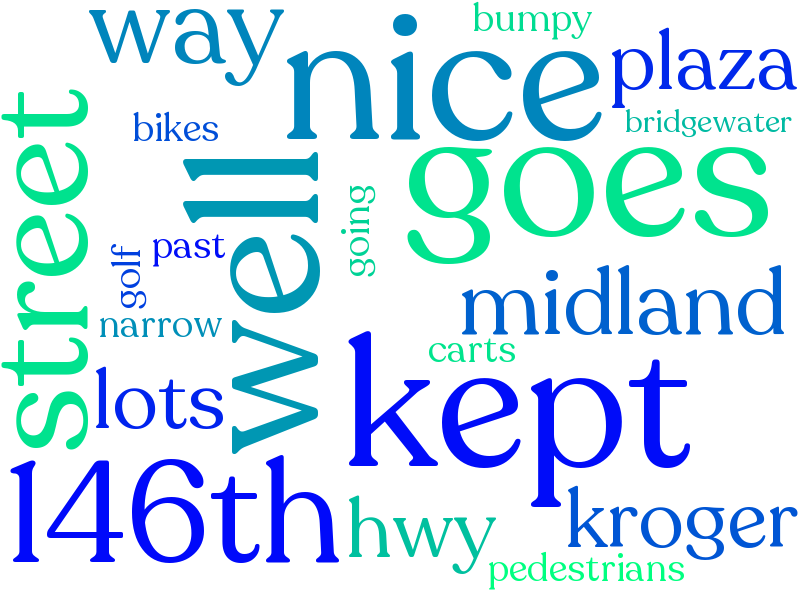 way
nice
bumpy
plaza
bikes
bridgewater
street
well
goes
going
past
golf
midland
narrow
carts
lots
kept
146th
hwy
kroger
pedestrians